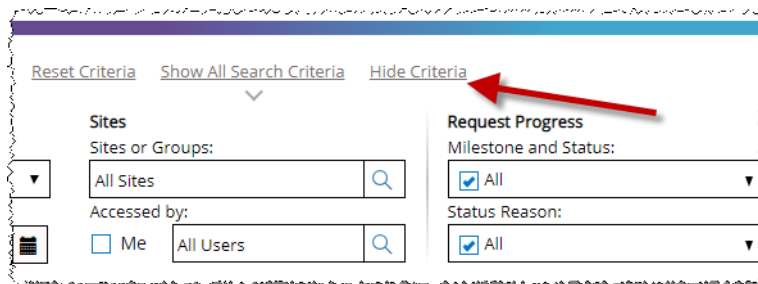 Reset Criteria Show All Search Criteria Hide Criteria
Sites Request Progress
Sites or Groups: Milestone and Status:
All Sites All
Accessed by: Status Reason:
Me All Users All